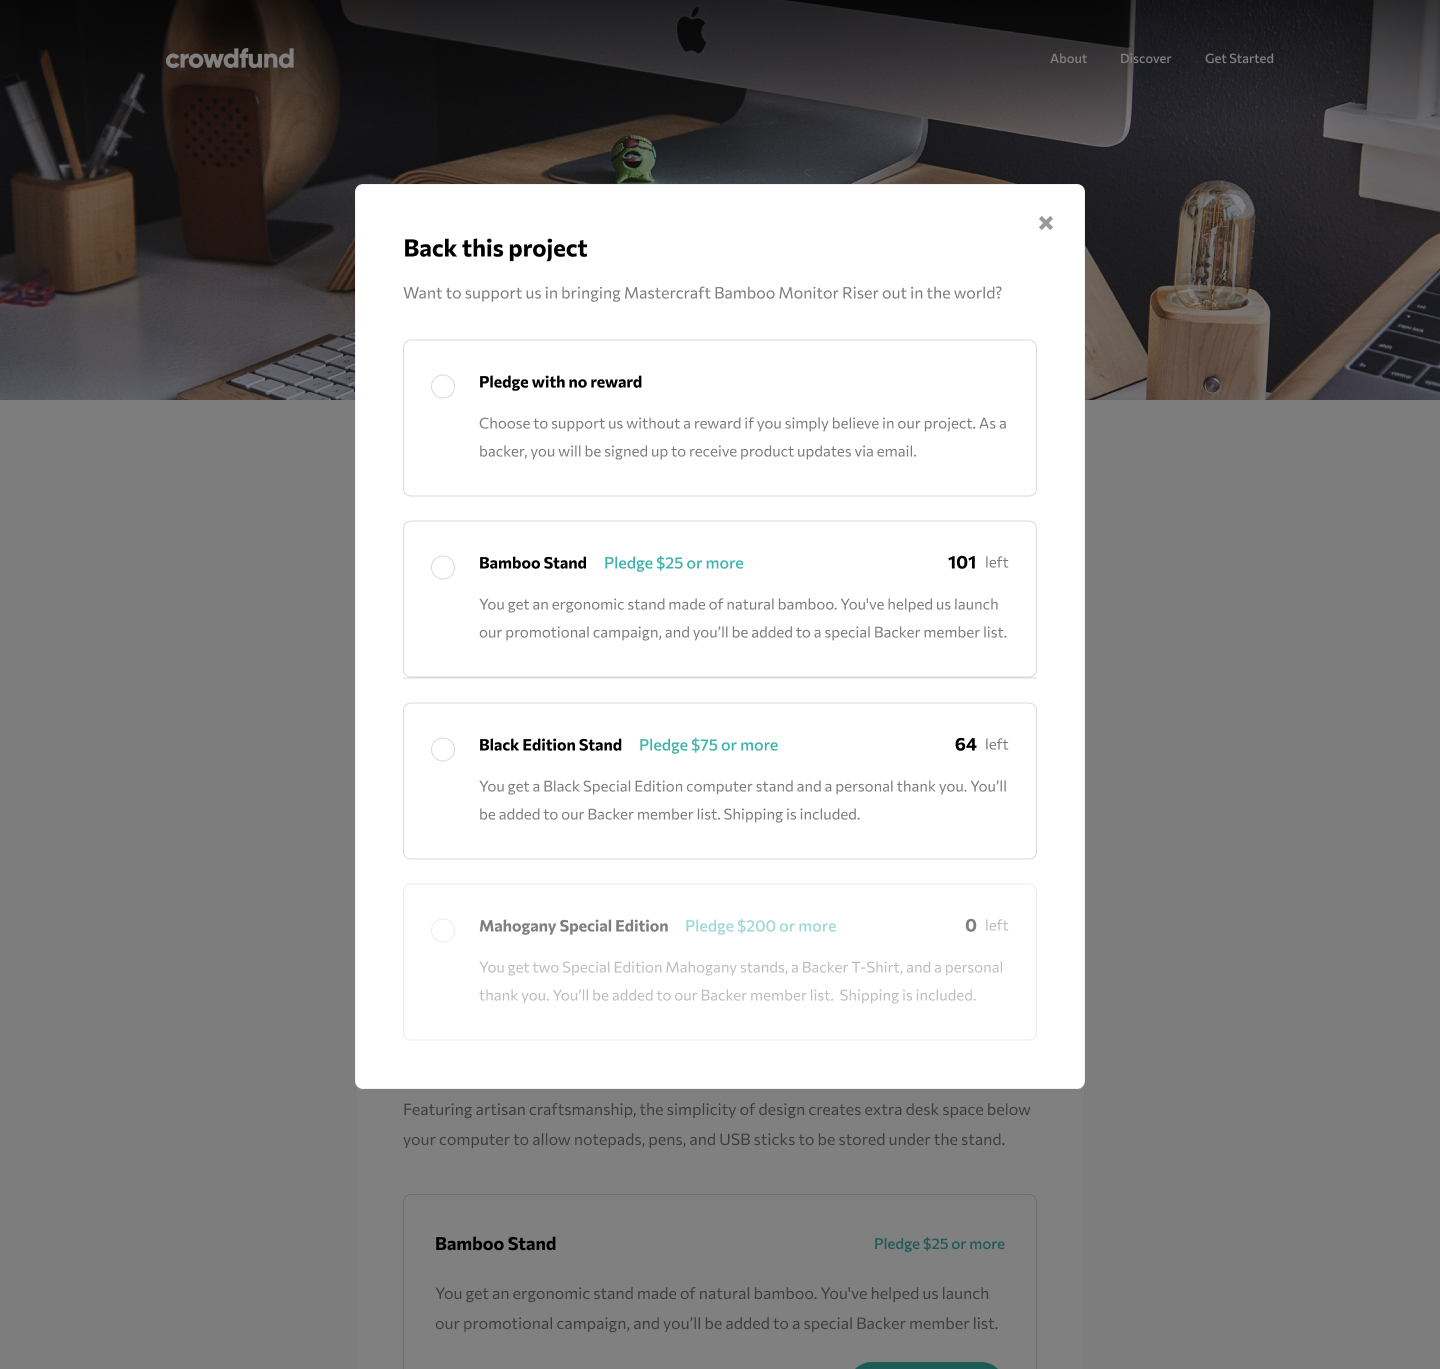 crowdfund
About Discover Get Started
Back this project
Want to support us in bringing Mastercraft Bamboo Monitor Riser out in the world?
Pledge with no reward
Choose to support us without a reward if you simply believe in our project. As a
backer, you will be signed up to receive product updates via email.
Bamboo Stand Pledge $25 or more 101 left
You get an ergonomic stand made of natural bamboo. You've helped us launch
our promotional campaign, and you’ll be added to a special Backer member list.
Black Edition Stand Pledge $75 or more 64 left
You get a Black Special Edition computer stand and a personal thank you. You’ll
be added to our Backer member list. Shipping is included.
Mahogany Special Edition Pledge $200 or more 0 left
You get two Special Edition Mahogany stands, a Backer T-Shirt, and a personal
thank you. You’ll be added to our Backer member list.  Shipping is included.
Featuring artisan craftsmanship, the simplicity of design creates extra desk space below
your computer to allow notepads, pens, and USB sticks to be stored under the stand.
Bamboo Stand Pledge $25 or more
You get an ergonomic stand made of natural bamboo. You've helped us launch
our promotional campaign, and you’ll be added to a special Backer member list.